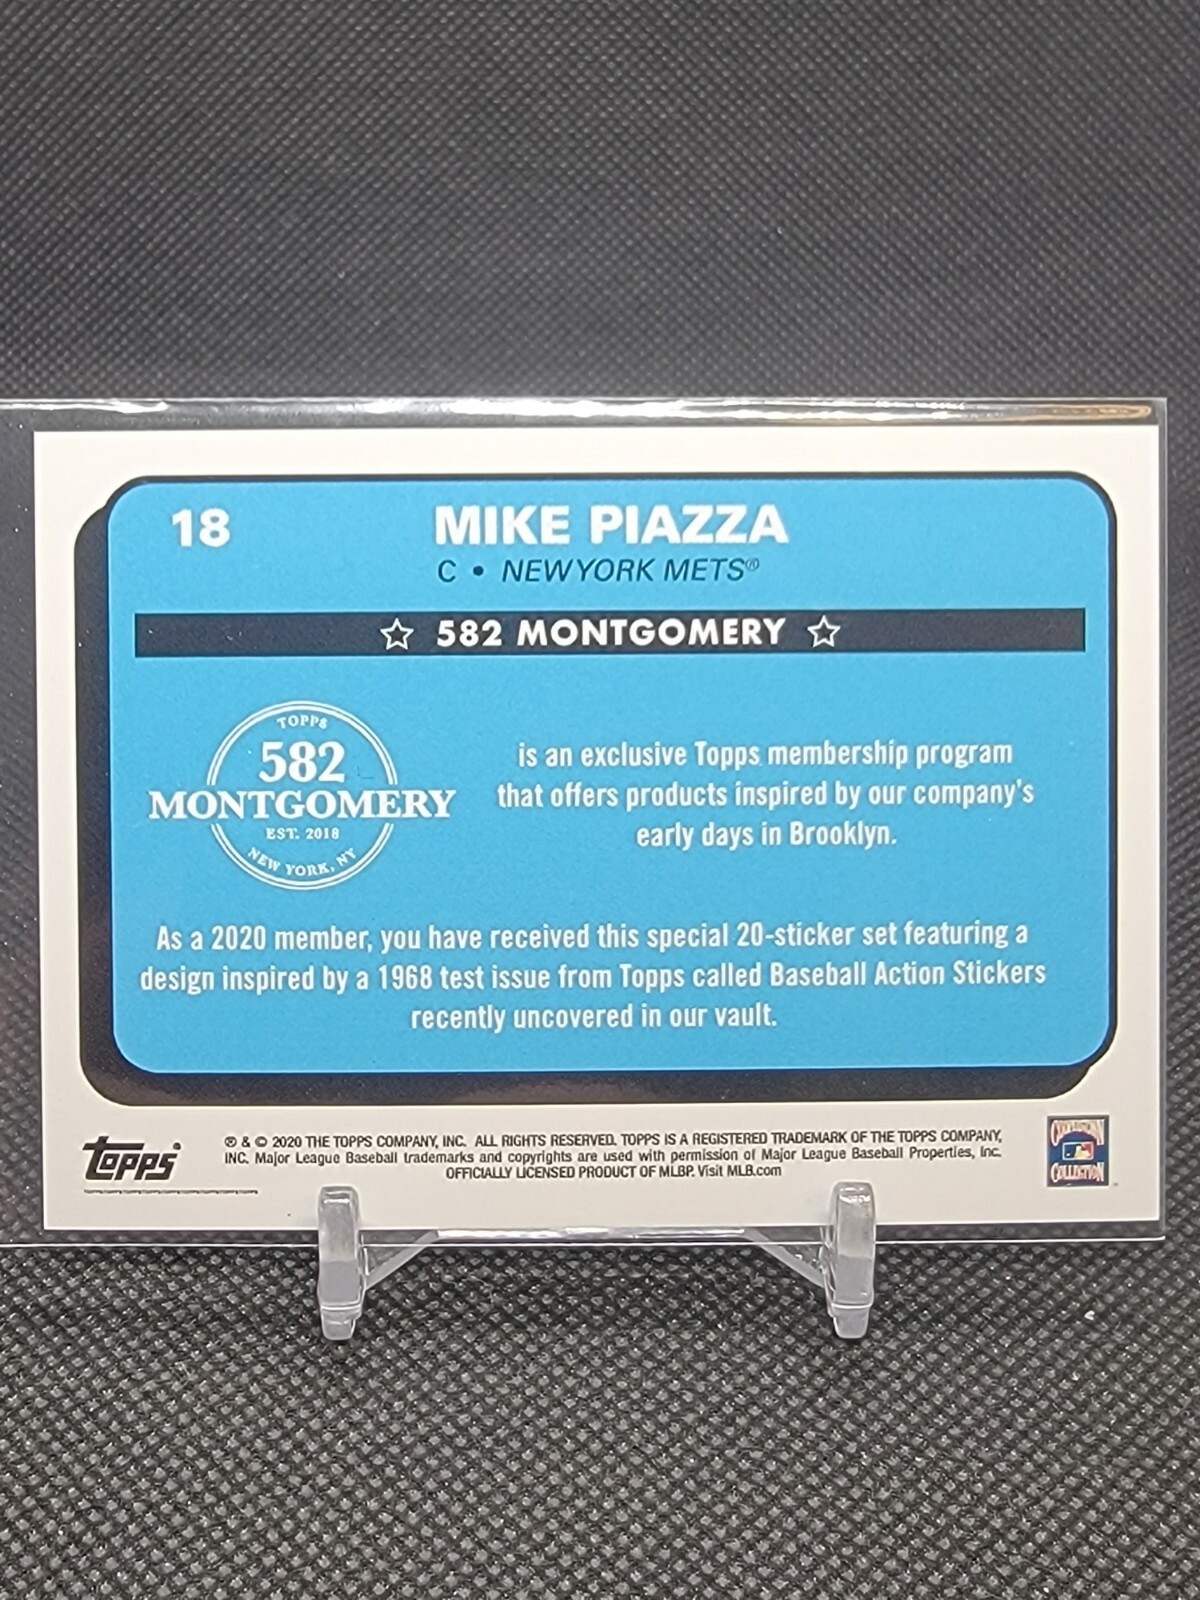 18
MIKE PIAZZA
C • NEW YORK METS®
☆ 582 MONTGOMERY ☆
TOPPS
582
MONTGOMERY
EST. 2018
NEW YORK, NY
is an exclusive Topps membership program
that offers products inspired by our company's
early days in Brooklyn.
As a 2020 member, you have received this special 20-sticker set featuring a
design inspired by a 1968 test issue from Topps called Baseball Action Stickers
recently uncovered in our vault.
topps®
® & © 2020 THE TOPPS COMPANY, INC. ALL RIGHTS RESERVED. TOPPS IS A REGISTERED TRADEMARK OF THE TOPPS COMPANY,
INC. Major League Baseball trademarks and copyrights are used with permission of Major League Baseball Properties, Inc.
OFFICIALLY LICENSED PRODUCT OF MLBP. Visit MLB.com
COOPERSTOWN
COLLECTION